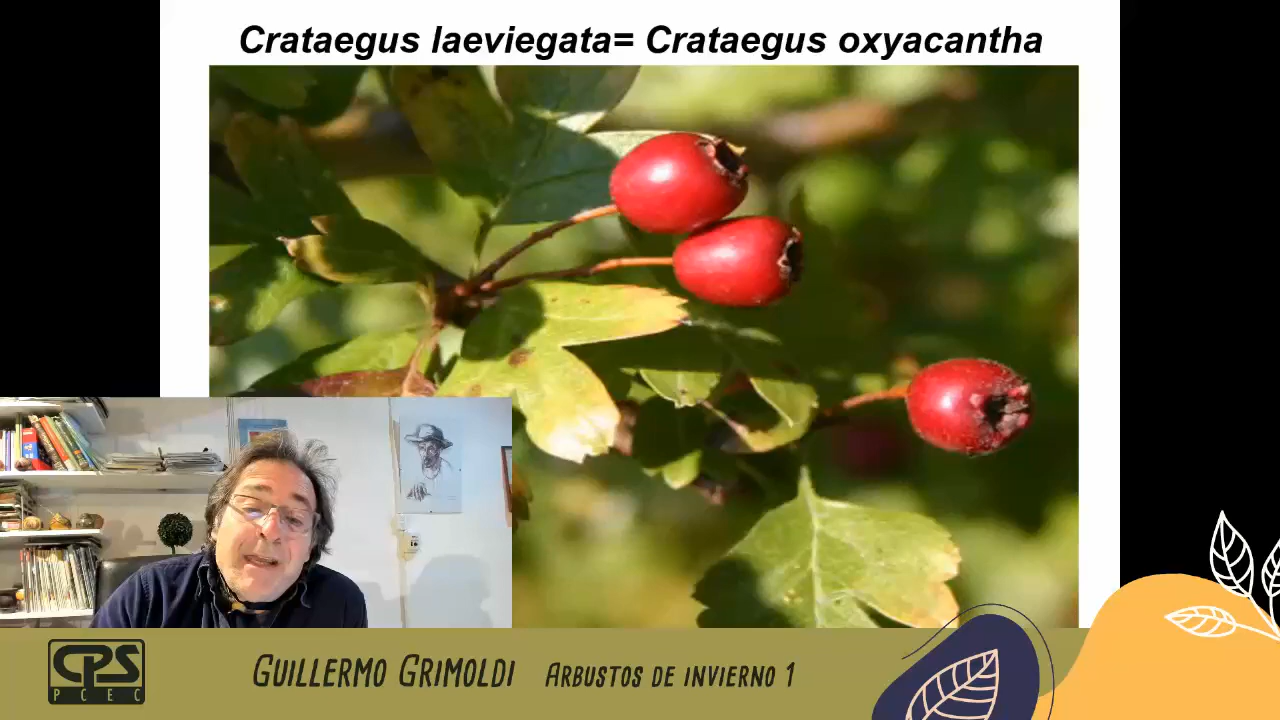 Crataegus laeviegata= Crataegus oxyacantha
CPS
PCEC
GUILLERMO GRIMOLDI ARBUSTOS DE INVIERNO 1